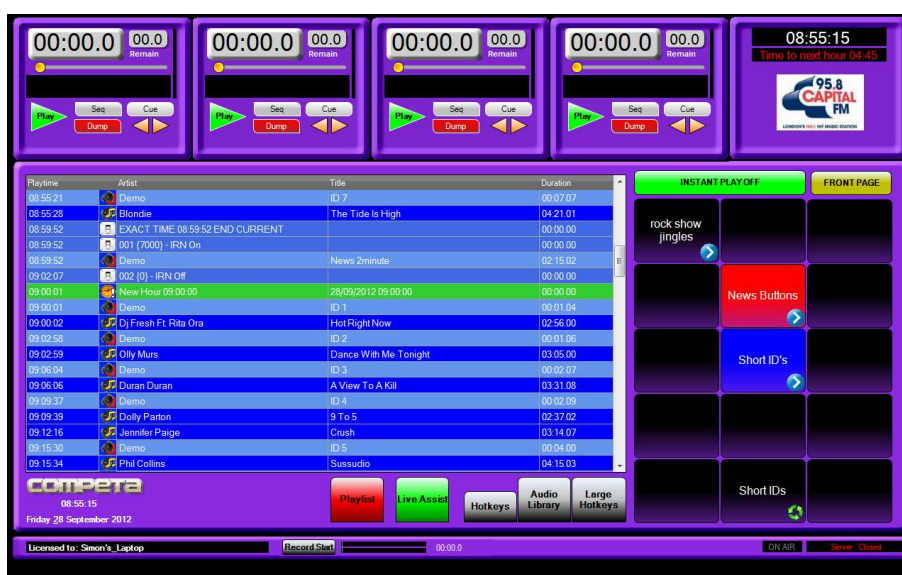 00:00.0 00.0 Remain
Play Seq Cue
Dump
00:00.0 00.0 Remain
Play Seq Cue
Dump
00:00.0 00.0 Remain
Play Seq Cue
Dump
00:00.0 00.0 Remain
Play Seq Cue
Dump
08:55:15
Time to next hour 04:45
95.8
CAPITAL
FM
LONDON'S NO.1 HIT MUSIC STATION
Playtime Artist Title Duration
08:55:21 Demo ID 7 00:07.07
08:55:28 Blondie The Tide Is High 04:21.01
08:59:52 EXACT TIME 08:59:52 END CURRENT 00:00.00
08:59:52 001 {7000} - IRN On 00:00.00
08:59:52 Demo News 2minute 02:15.02
09:02:07 002 {0} - IRN Off 00:00.00
09:00:01 New Hour 09:00:00 28/09/2012 09:00:00 00:00.00
09:00:01 Demo ID 1 00:01.04
09:00:02 Dj Fresh Ft. Rita Ora Hot Right Now 02:56.00
09:02:58 Demo ID 2 00:01.06
09:02:59 Olly Murs Dance With Me Tonight 03:05.00
09:06:04 Demo ID 3 00:02.07
09:06:06 Duran Duran A View To A Kill 03:31.08
09:09:37 Demo ID 4 00:02.09
09:09:39 Dolly Parton 9 To 5 02:37.02
09:12:16 Jennifer Paige Crush 03:14.07
09:15:30 Demo ID 5 00:04.00
09:15:34 Phil Collins Sussudio 04:15.03
INSTANT PLAY OFF FRONT PAGE
rock show
jingles
News Buttons
Short ID's
Short IDs
competa
08:55:15
Friday 28 September 2012
Playlist Live Assist Hotkeys Audio Library Large Hotkeys
Licensed to: Simon's_Laptop Record Start 00:00.0 ON AIR Server Closed